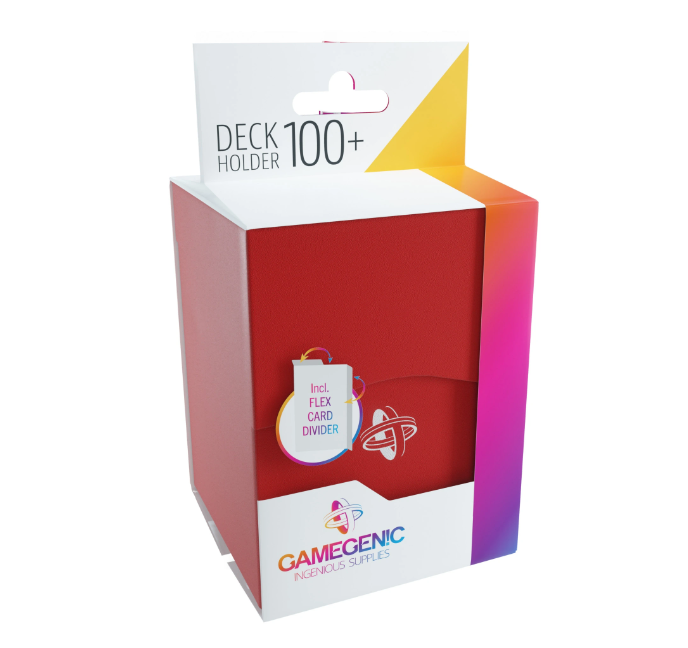 DECK
HOLDER 100+
Incl.
FLEX
CARD
DIVIDER
GAMEGEN!C
INGENIOUS SUPPLIES